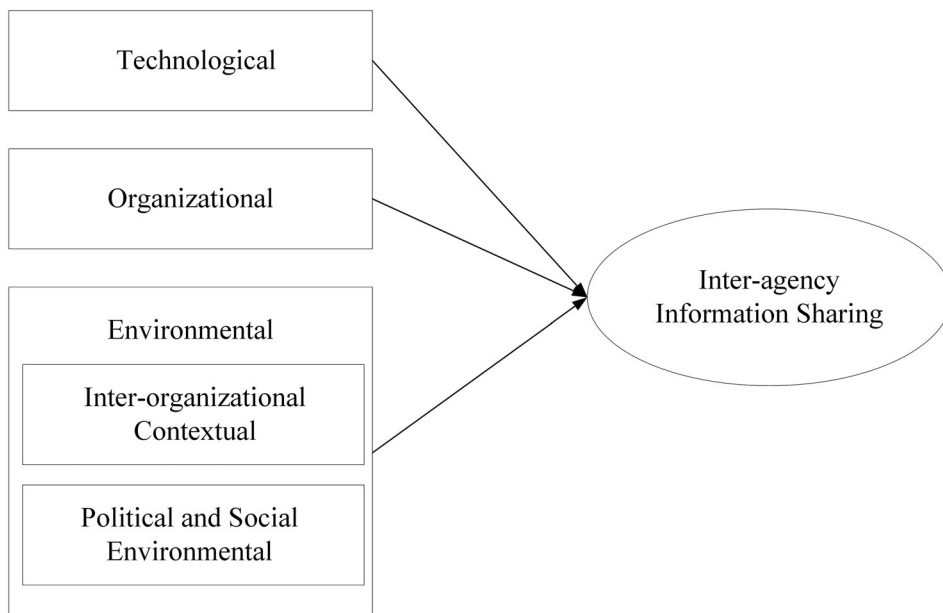 Technological
Organizational
Environmental
Inter-organizational
Contextual
Political and Social
Environmental
Inter-agency
Information Sharing